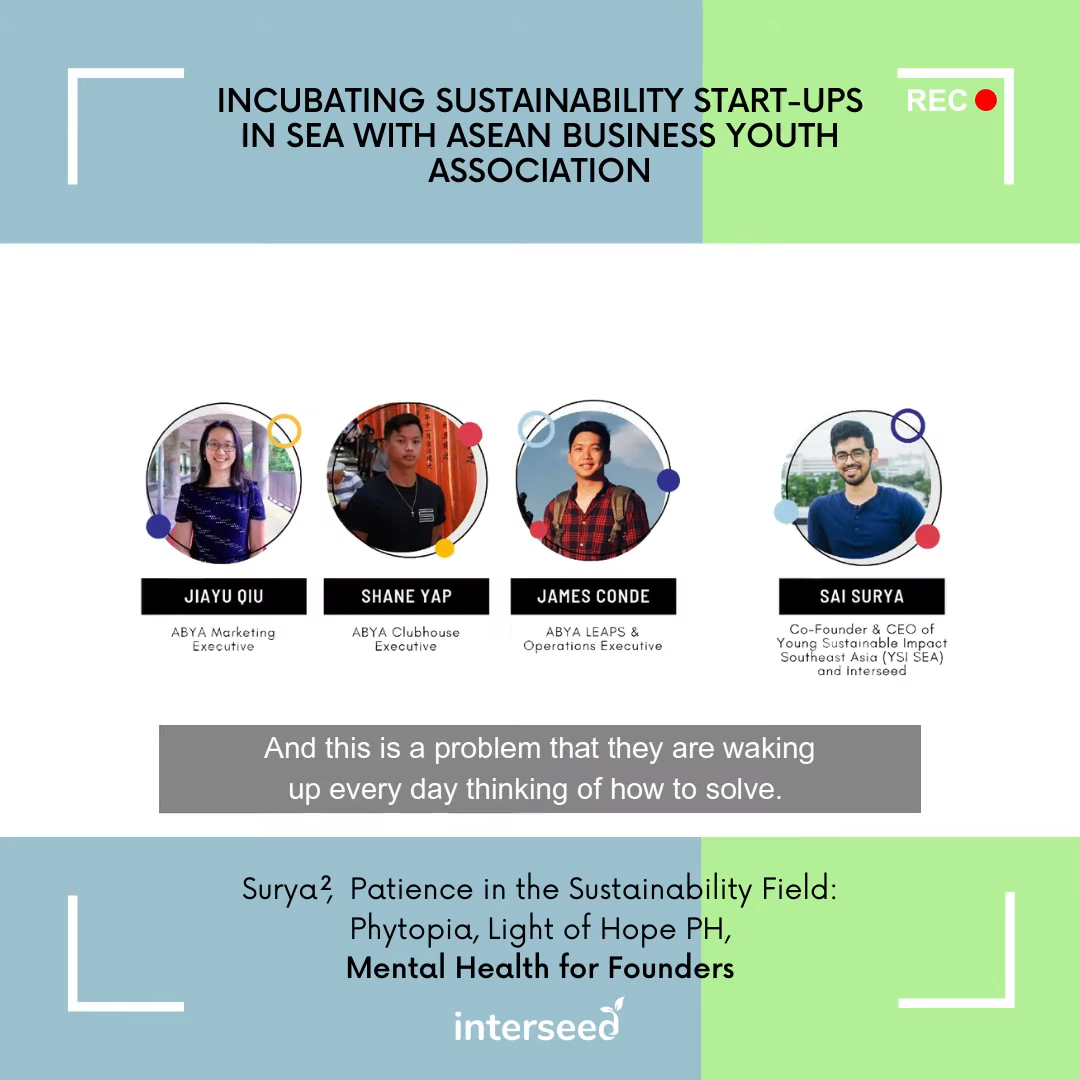 INCUBATING SUSTAINABILITY START-UPS
IN SEA WITH ASEAN BUSINESS YOUTH
ASSOCIATION
REC
JIAYU QIU
ABYA Marketing
Executive
SHANE YAP
ABYA Clubhouse
Executive
JAMES CONDE
ABYA LEAPS &
Operations Executive
SAI SURYA
Co-Founder & CEO of
Young Sustainable Impact
Southeast Asia (YSI SEA)
and Interseed
And this is a problem that they are waking
up every day thinking of how to solve.
Surya², Patience in the Sustainability Field:
Phytopia, Light of Hope PH,
Mental Health for Founders
interseed